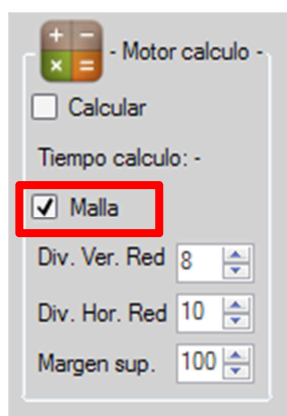 - Motor calculo -
Calcular
Tiempo calculo: -
Malla
Div. Ver. Red 8
Div. Hor. Red 10
Margen sup. 100